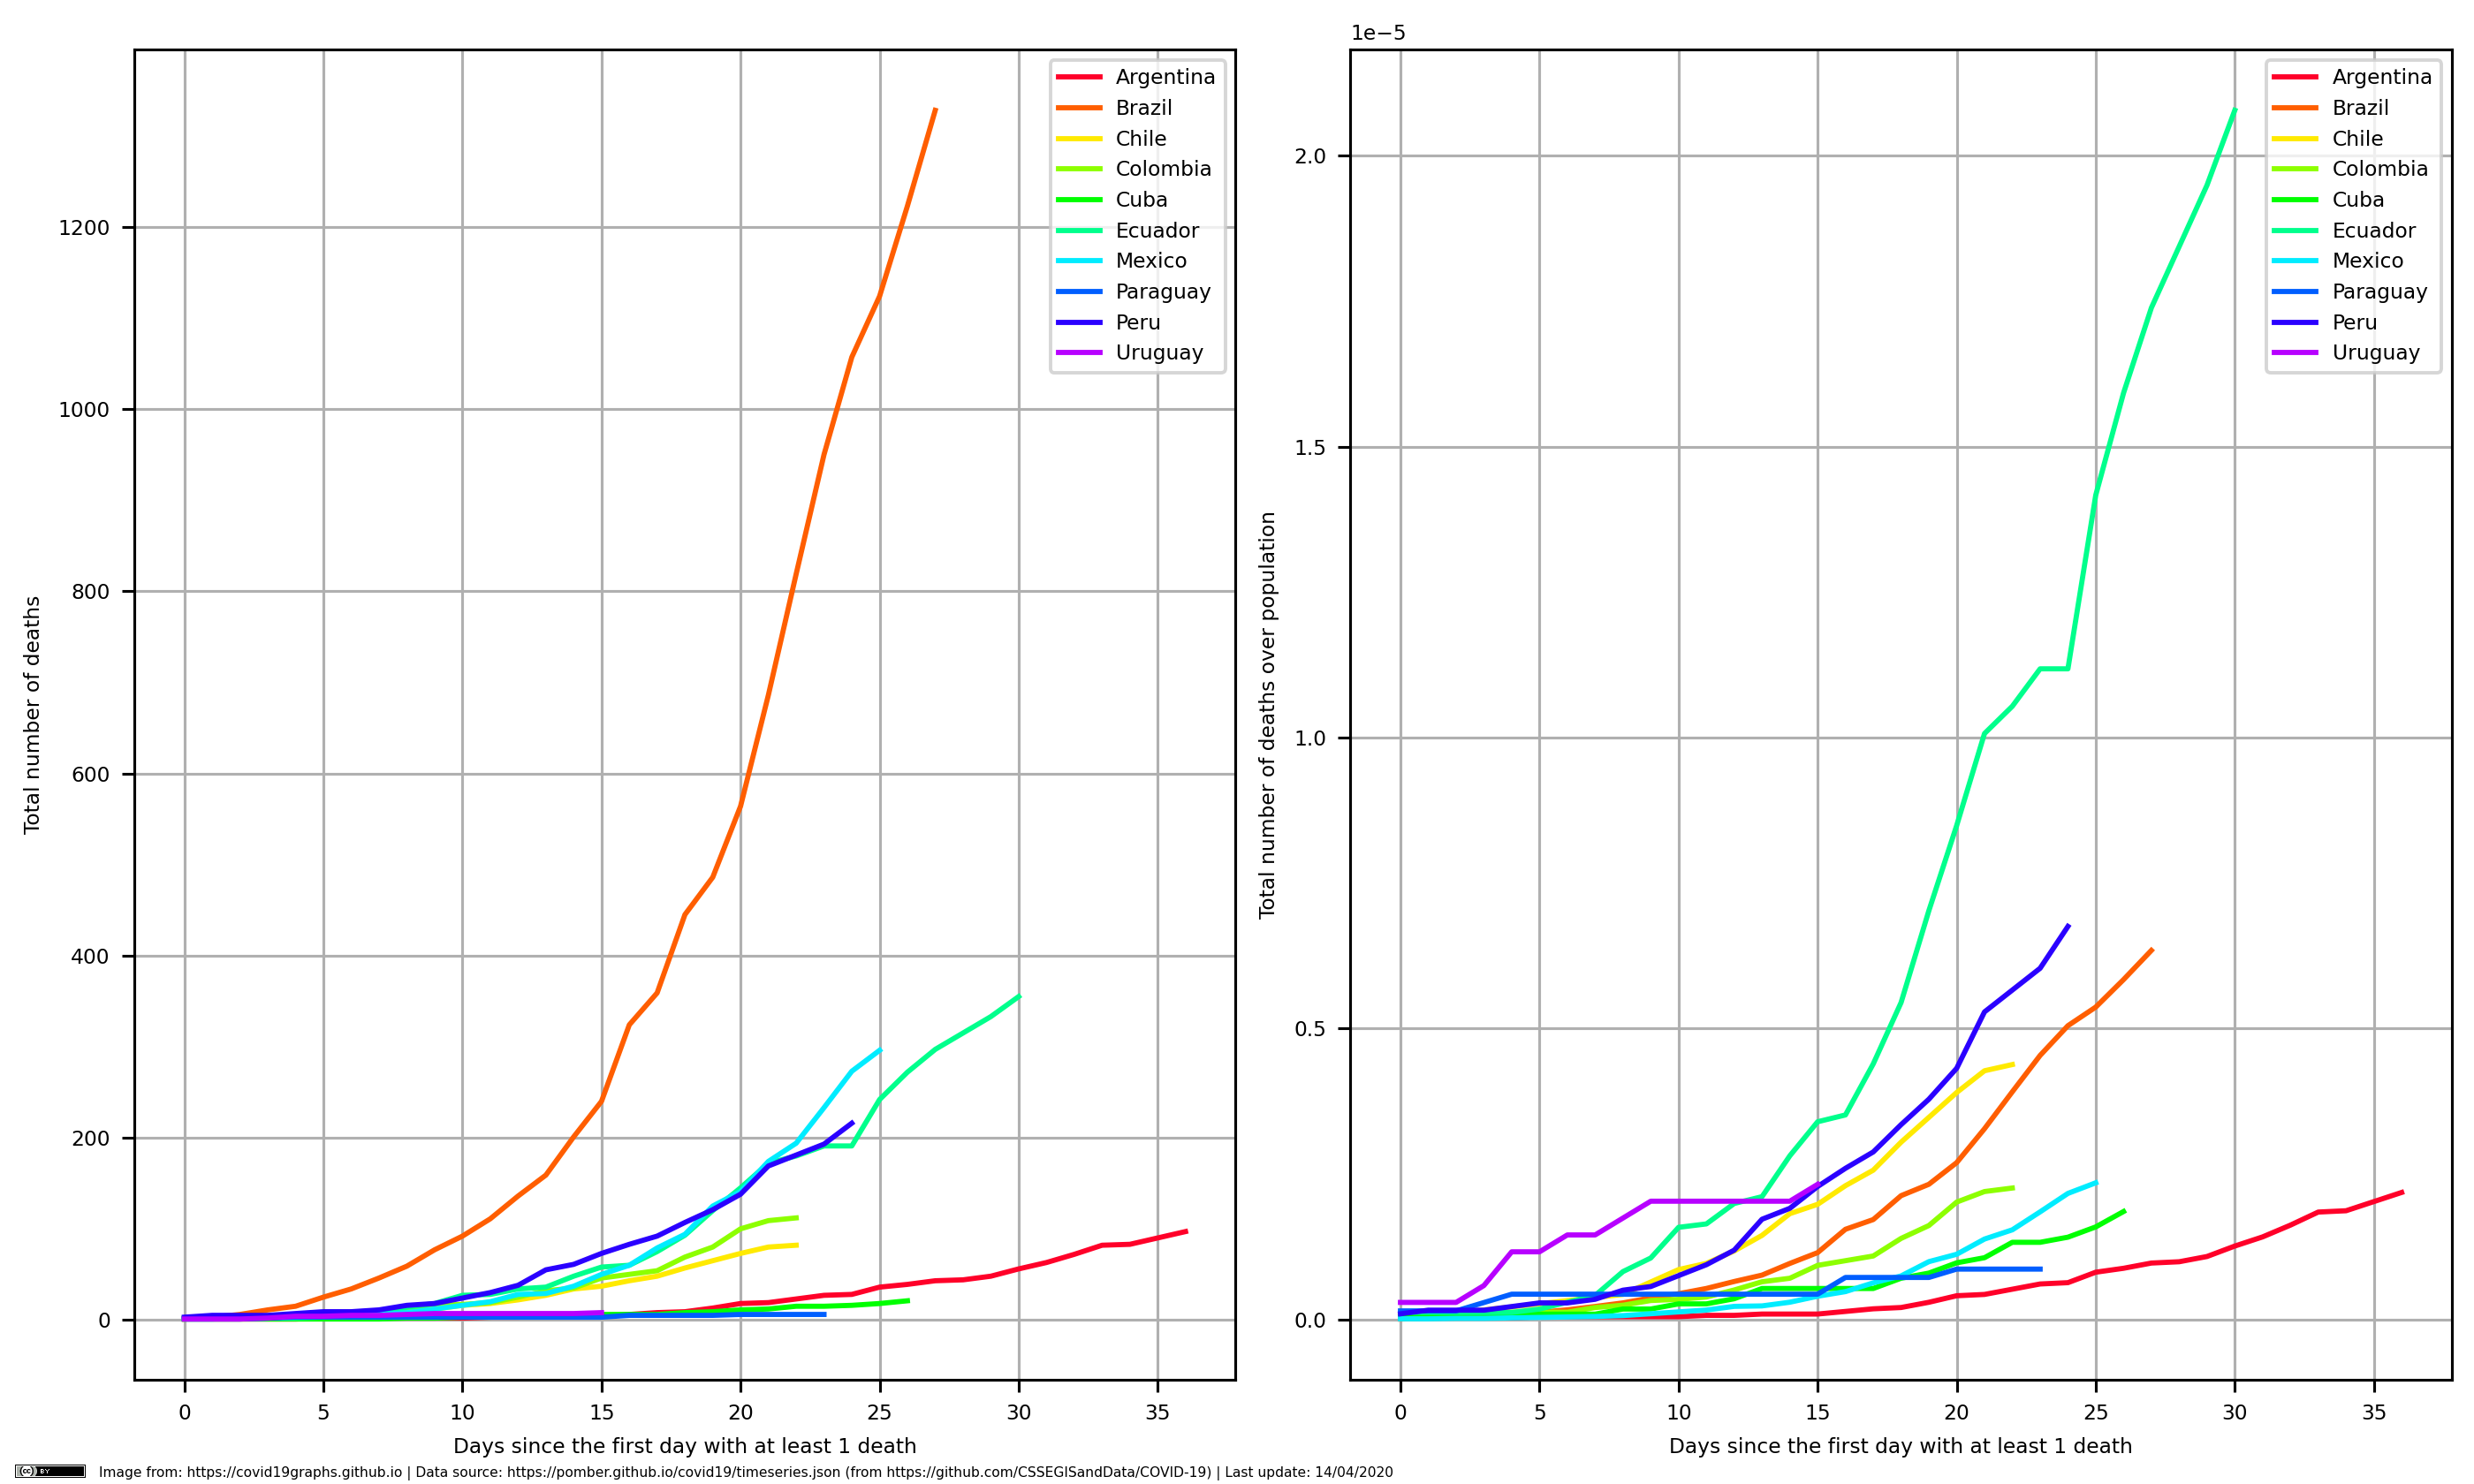 1e−5
Argentina
Brazil
Chile
Colombia
Cuba
Ecuador
Mexico
Paraguay
Peru
Uruguay
1200
1000
800
600
400
200
0
Total number of deaths
0 5 10 15 20 25 30 35
Days since the first day with at least 1 death
Argentina
Brazil
Chile
Colombia
Cuba
Ecuador
Mexico
Paraguay
Peru
Uruguay
2.0
1.5
1.0
0.5
0.0
Total number of deaths over population
0 5 10 15 20 25 30 35
Days since the first day with at least 1 death
(cc) BY
Image from: https://covid19graphs.github.io | Data source: https://pomber.github.io/covid19/timeseries.json (from https://github.com/CSSEGISandData/COVID-19) | Last update: 14/04/2020